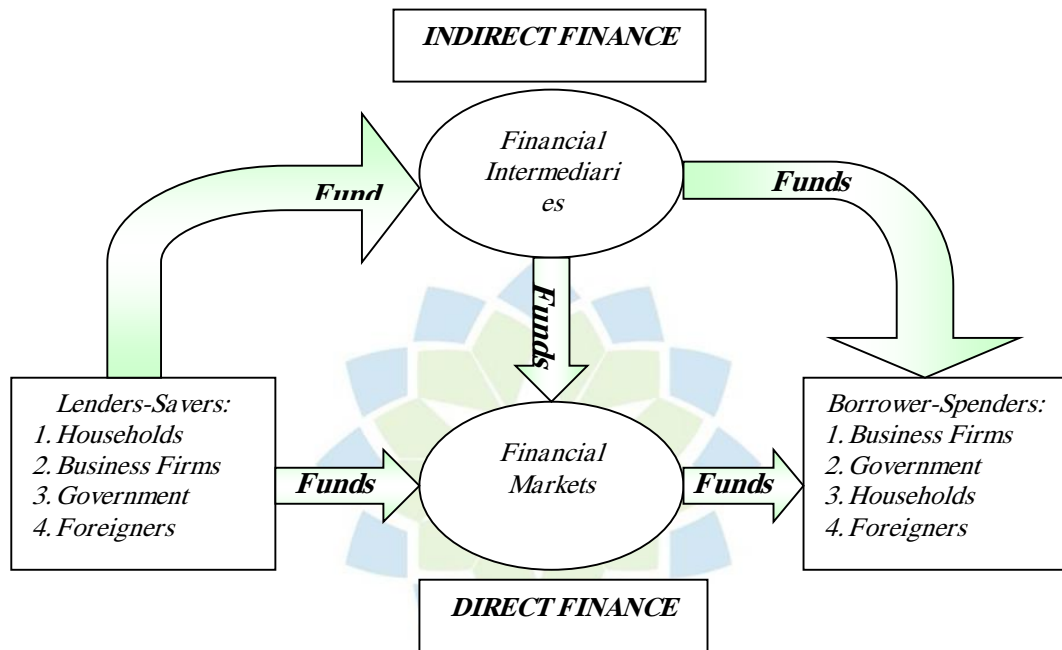 INDIRECT FINANCE
Financial
Intermediari
es
Fund
Funds
Funds
Lenders-Savers:
1. Households
2. Business Firms
3. Government
4. Foreigners
Funds
Financial
Markets
Funds
Borrower-Spenders:
1. Business Firms
2. Government
3. Households
4. Foreigners
DIRECT FINANCE